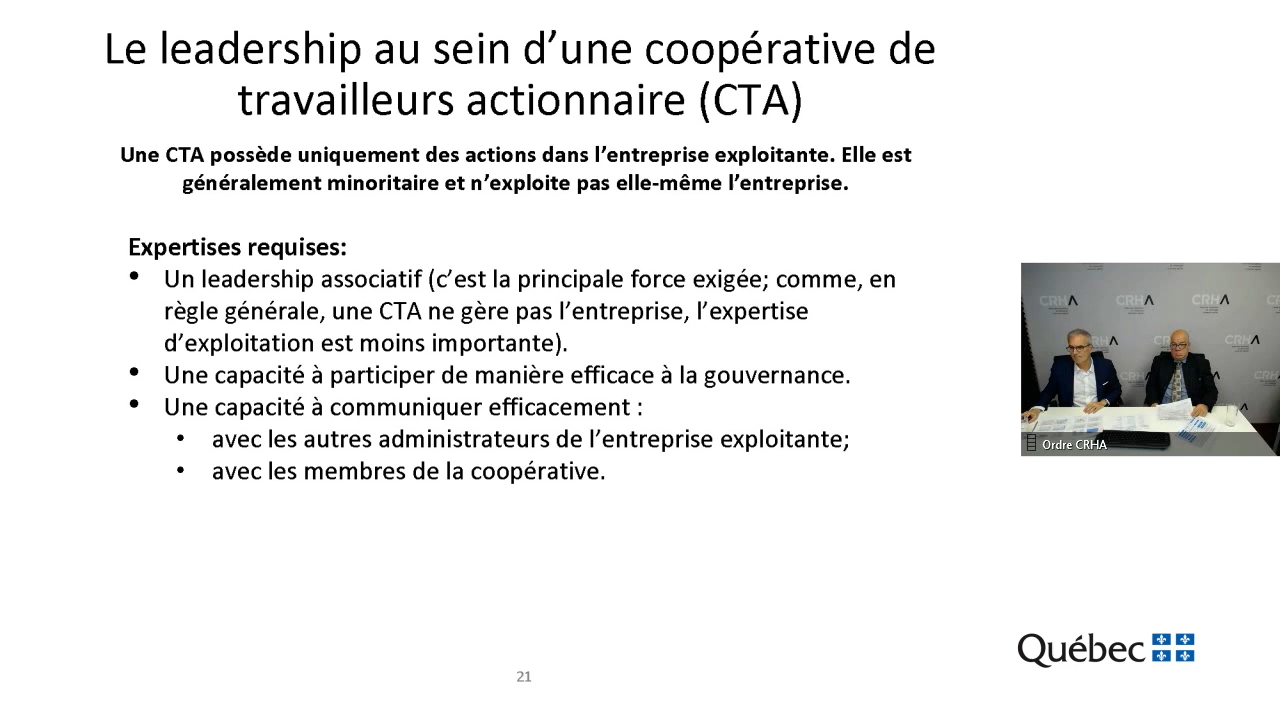 Le leadership au sein d’une coopérative de
travailleurs actionnaire (CTA)
Une CTA possède uniquement des actions dans l’entreprise exploitante. Elle est
généralement minoritaire et n’exploite pas elle-même l’entreprise.
Expertises requises:
• Un leadership associatif (c’est la principale force exigée; comme, en
règle générale, une CTA ne gère pas l’entreprise, l’expertise
d’exploitation est moins importante).
• Une capacité à participer de manière efficace à la gouvernance.
• Une capacité à communiquer efficacement :
• avec les autres administrateurs de l’entreprise exploitante;
• avec les membres de la coopérative.
CRHA
CRHA
CRHA
CRHA
Ordre CRHA
Québec
21